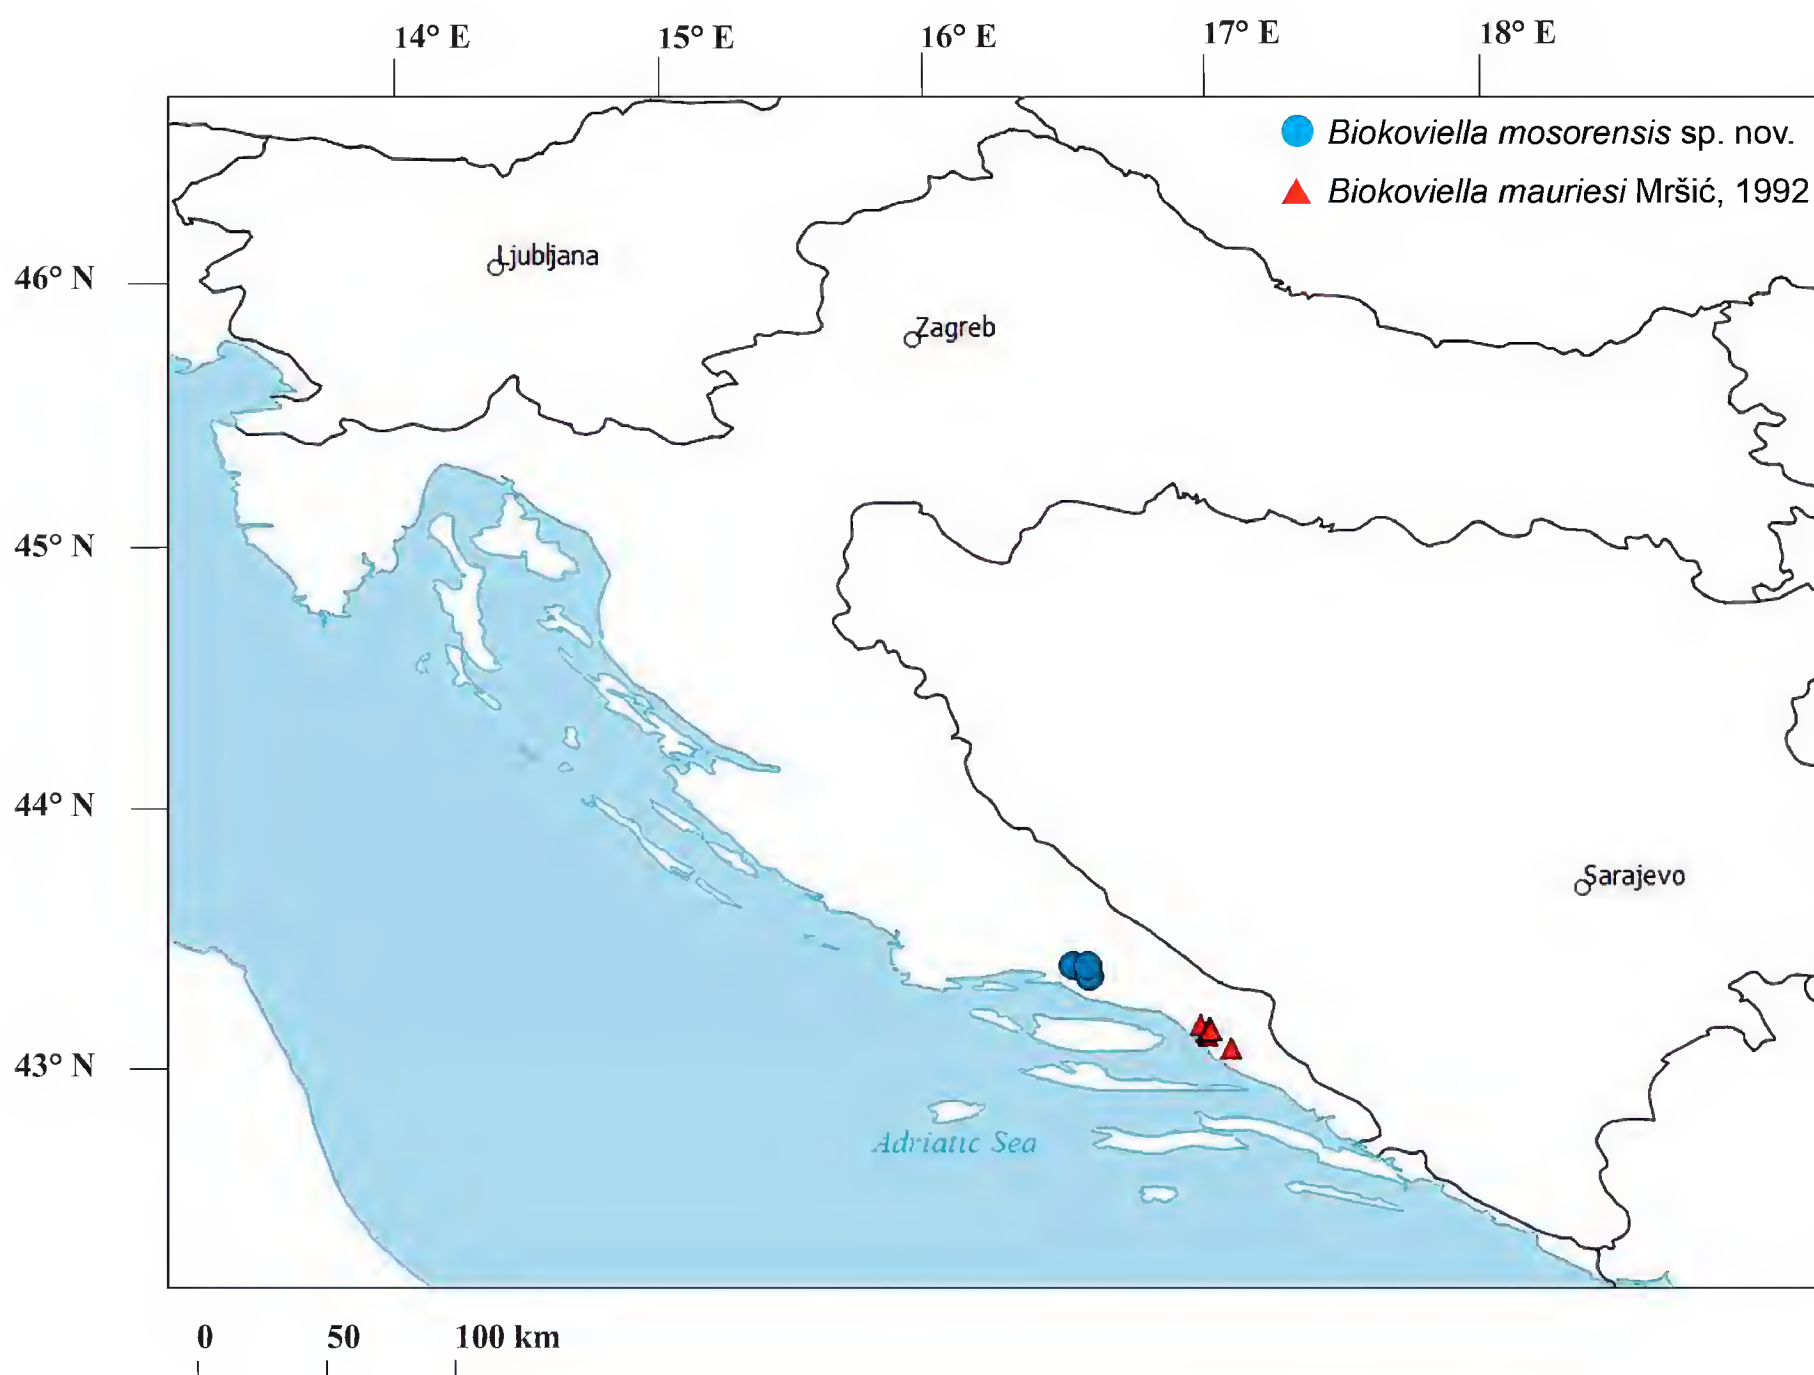 14° E 15° E 16° E 17° E 18° E
Biokoviella mosorensis sp. nov.
Biokoviella mauriesi Mršić, 1992
Ljubljana
46° N
Zagreb
45° N
44° N
Sarajevo
43° N
Adriatic Sea
0 50 100 km